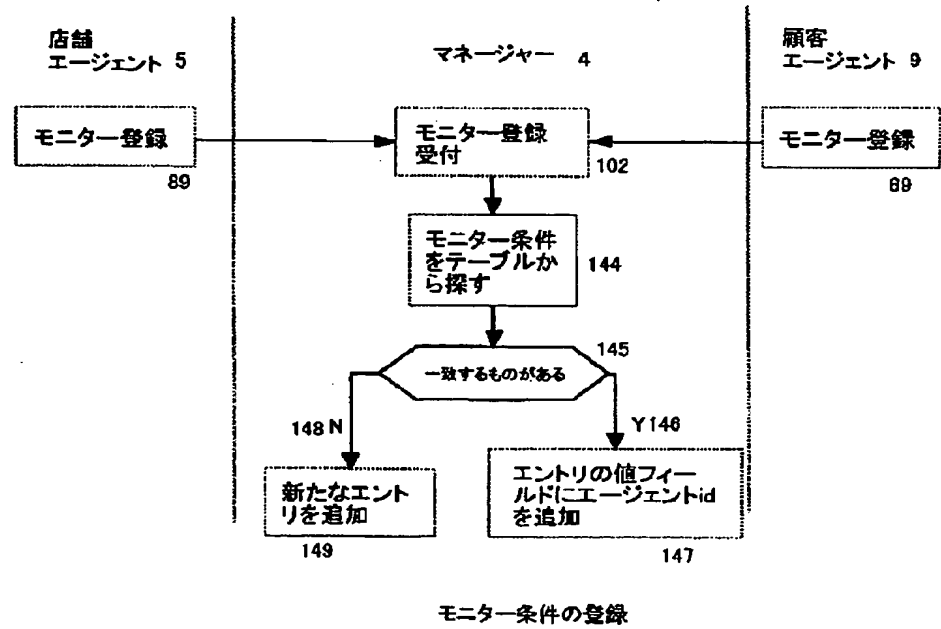 店舗
エージェント 5
マネージャー 4
顧客
エージェント 9
モニター登録
89
モニター登録
受付
102
モニター登録
89
モニター条件
をテーブルか
ら探す
144
145
一致するものがある
148 N
Y146
新たなエント
リを追加
149
エントリの値フィー
ルドにエージェントid
を追加
147
モニター条件の登録